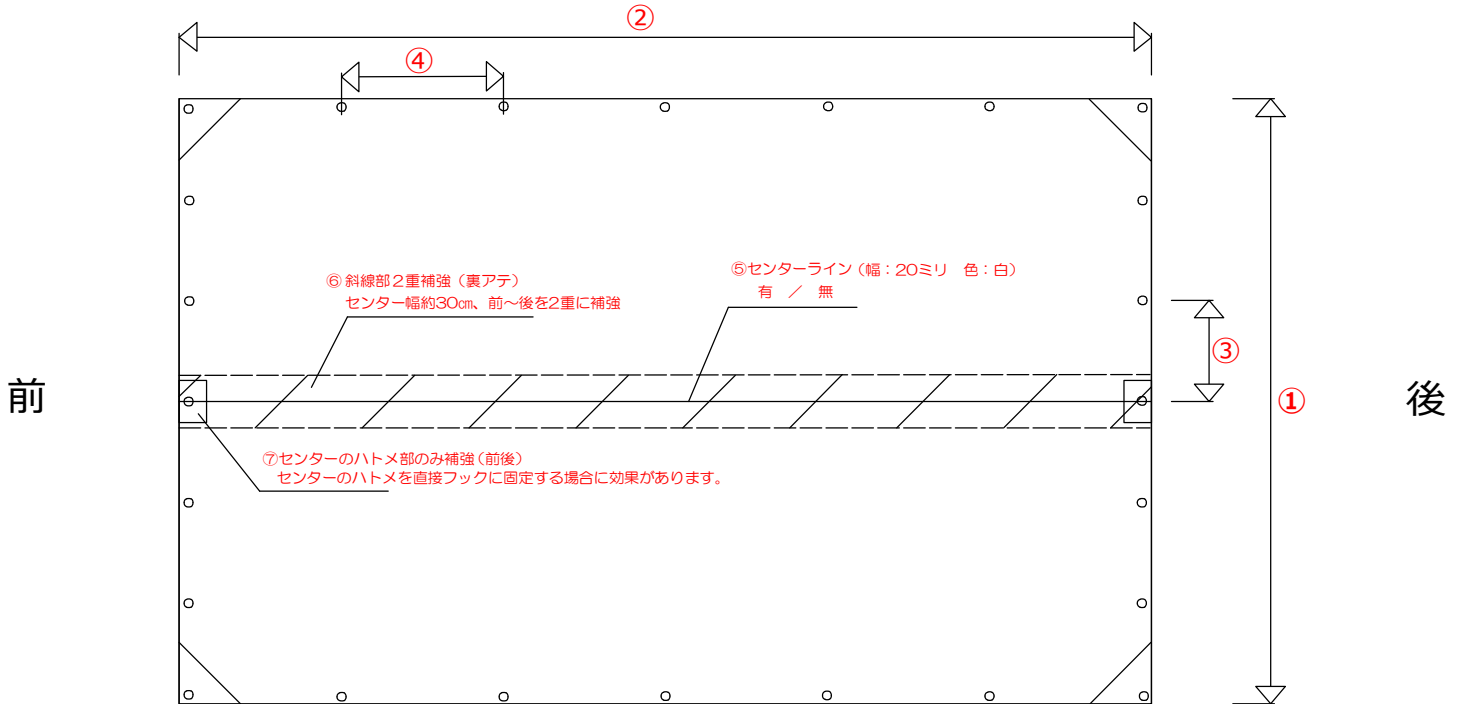 ②
④
⑥ 斜線部2重補強（裏アテ）
センター幅約30㎝、前～後を2重に補強
⑤センターライン（幅：20ミリ　色：白）
有　／　無
③
前
①
後
⑦センターのハトメ部のみ補強（前後）
センターのハトメを直接フックに固定する場合に効果があります。